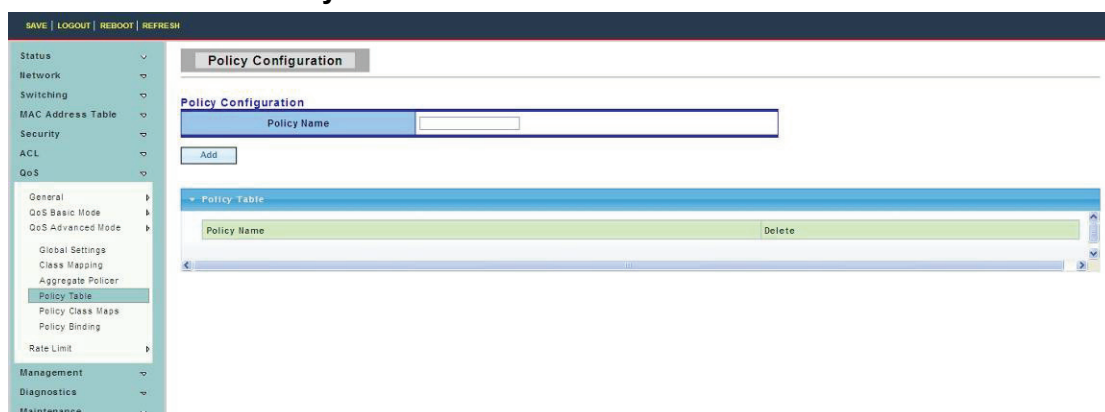 SAVE | LOGOUT | REBOOT | REFRESH
Status
Network
Switching
MAC Address Table
Security
ACL
QoS
General
QoS Basic Mode
QoS Advanced Mode
Global Settings
Class Mapping
Aggregate Policer
Policy Table
Policy Class Maps
Policy Binding
Rate Limit
Management
Diagnostics
Maintenance
Policy Configuration
Policy Configuration
Policy Name
Add
Policy Table
Policy Name Delete